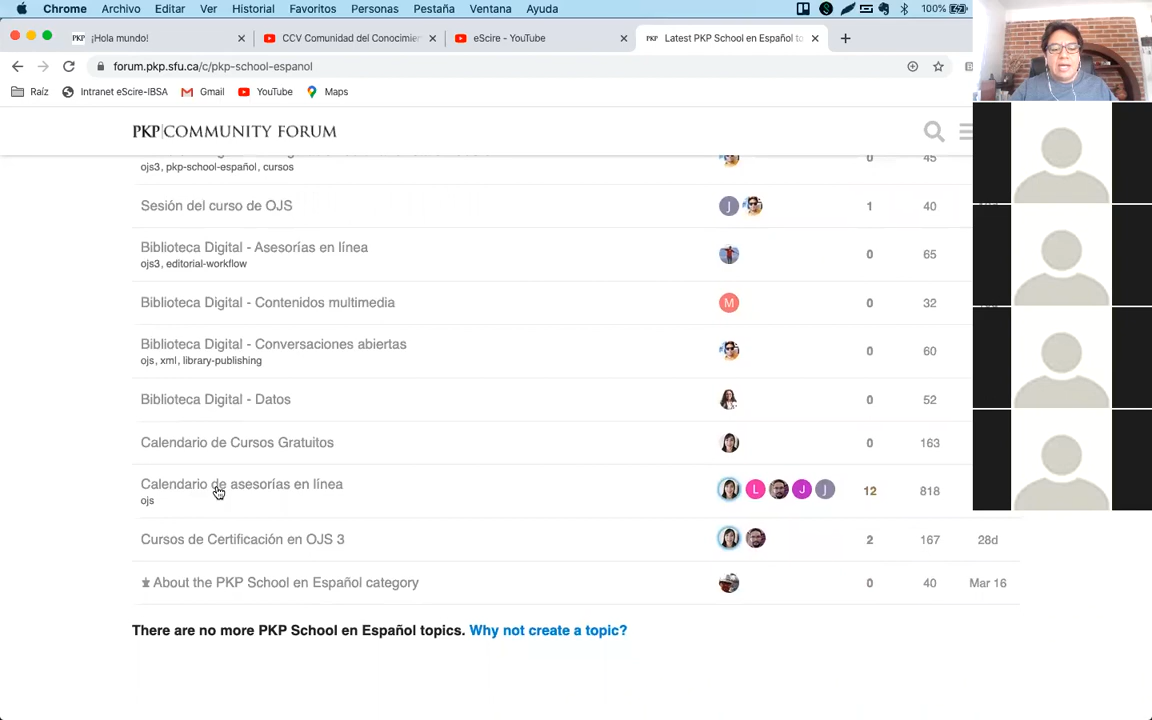 Chrome Archivo Editar Ver Historial Favoritos Personas Pestaña Ventana Ayuda 100%
PKP ¡Hola mundo! CCV Comunidad del Conocimien eScire - YouTube PKP Latest PKP School en Español to
forum.pkp.sfu.ca/c/pkp-school-espanol
Raíz Intranet eScire-IBSA Gmail YouTube Maps
PKP|COMMUNITY FORUM
0 45
ojs3, pkp-school-español, cursos
Sesión del curso de OJS J 1 40
Biblioteca Digital - Asesorías en línea 0 65
ojs3, editorial-workflow
Biblioteca Digital - Contenidos multimedia M 0 32
Biblioteca Digital - Conversaciones abiertas 0 60
ojs, xml, library-publishing
Biblioteca Digital - Datos 0 52
Calendario de Cursos Gratuitos 0 163
Calendario de asesorías en línea L J J 12 818
ojs
Cursos de Certificación en OJS 3 2 167 28d
About the PKP School en Español category 0 40 Mar 16
There are no more PKP School en Español topics. Why not create a topic?